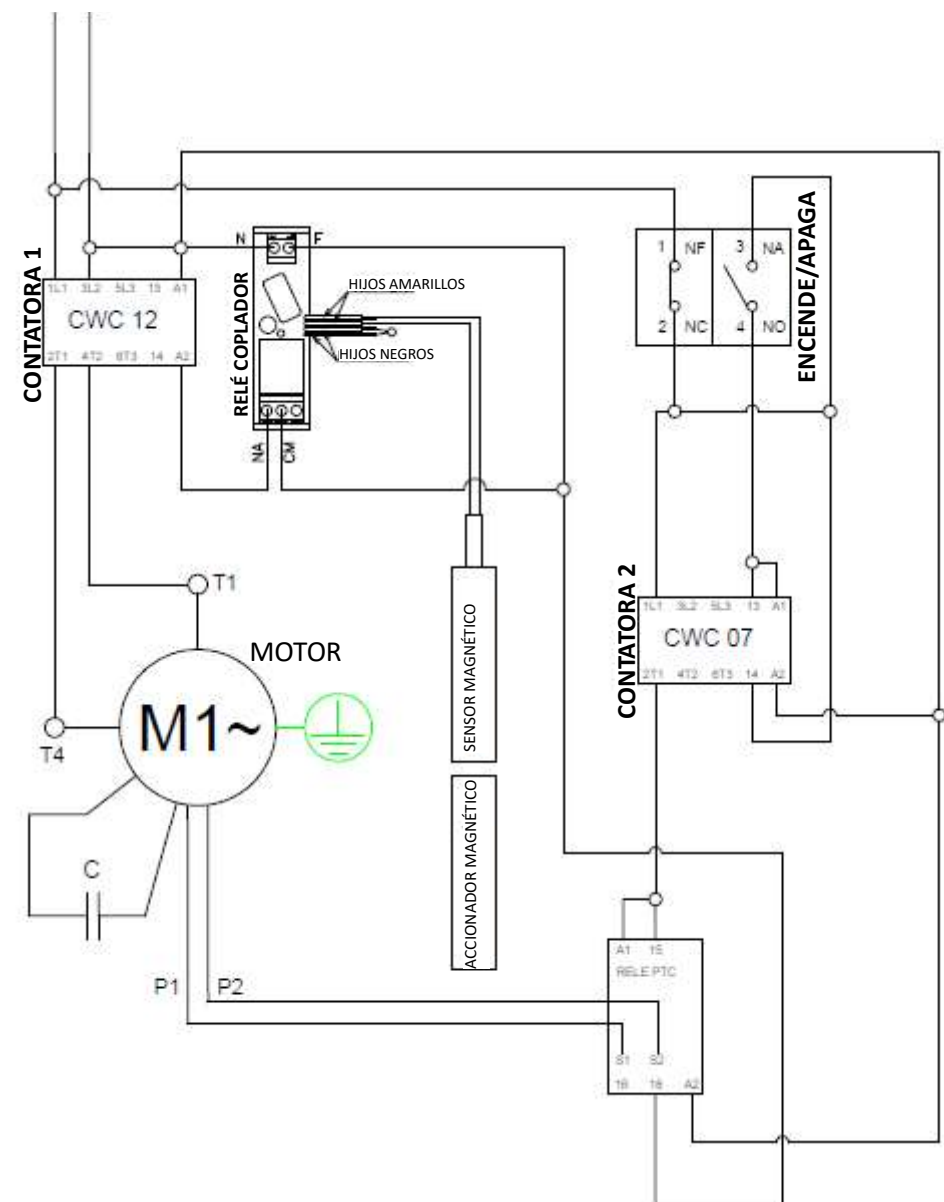 CONTATORA 1
1L1 3L2 5L3 13 A1
CWC 12
2T1 4T2 6T3 14 A2
RELÉ COPLADOR
N F
HIJOS AMARILLOS
HIJOS NEGROS
NA CM
ENCENDE/APAGA
1 NF 3 NA
2 NC 4 NO
T1
MOTOR
M1~
T4
C
P1 P2
SENSOR MAGNÉTICO
ACCIONADOR MAGNÉTICO
CONTATORA 2
1L1 3L2 5L3 13 A1
CWC 07
2T1 4T2 6T3 14 A2
A1 15
RELE PTC
S1 S2
16 18 A2